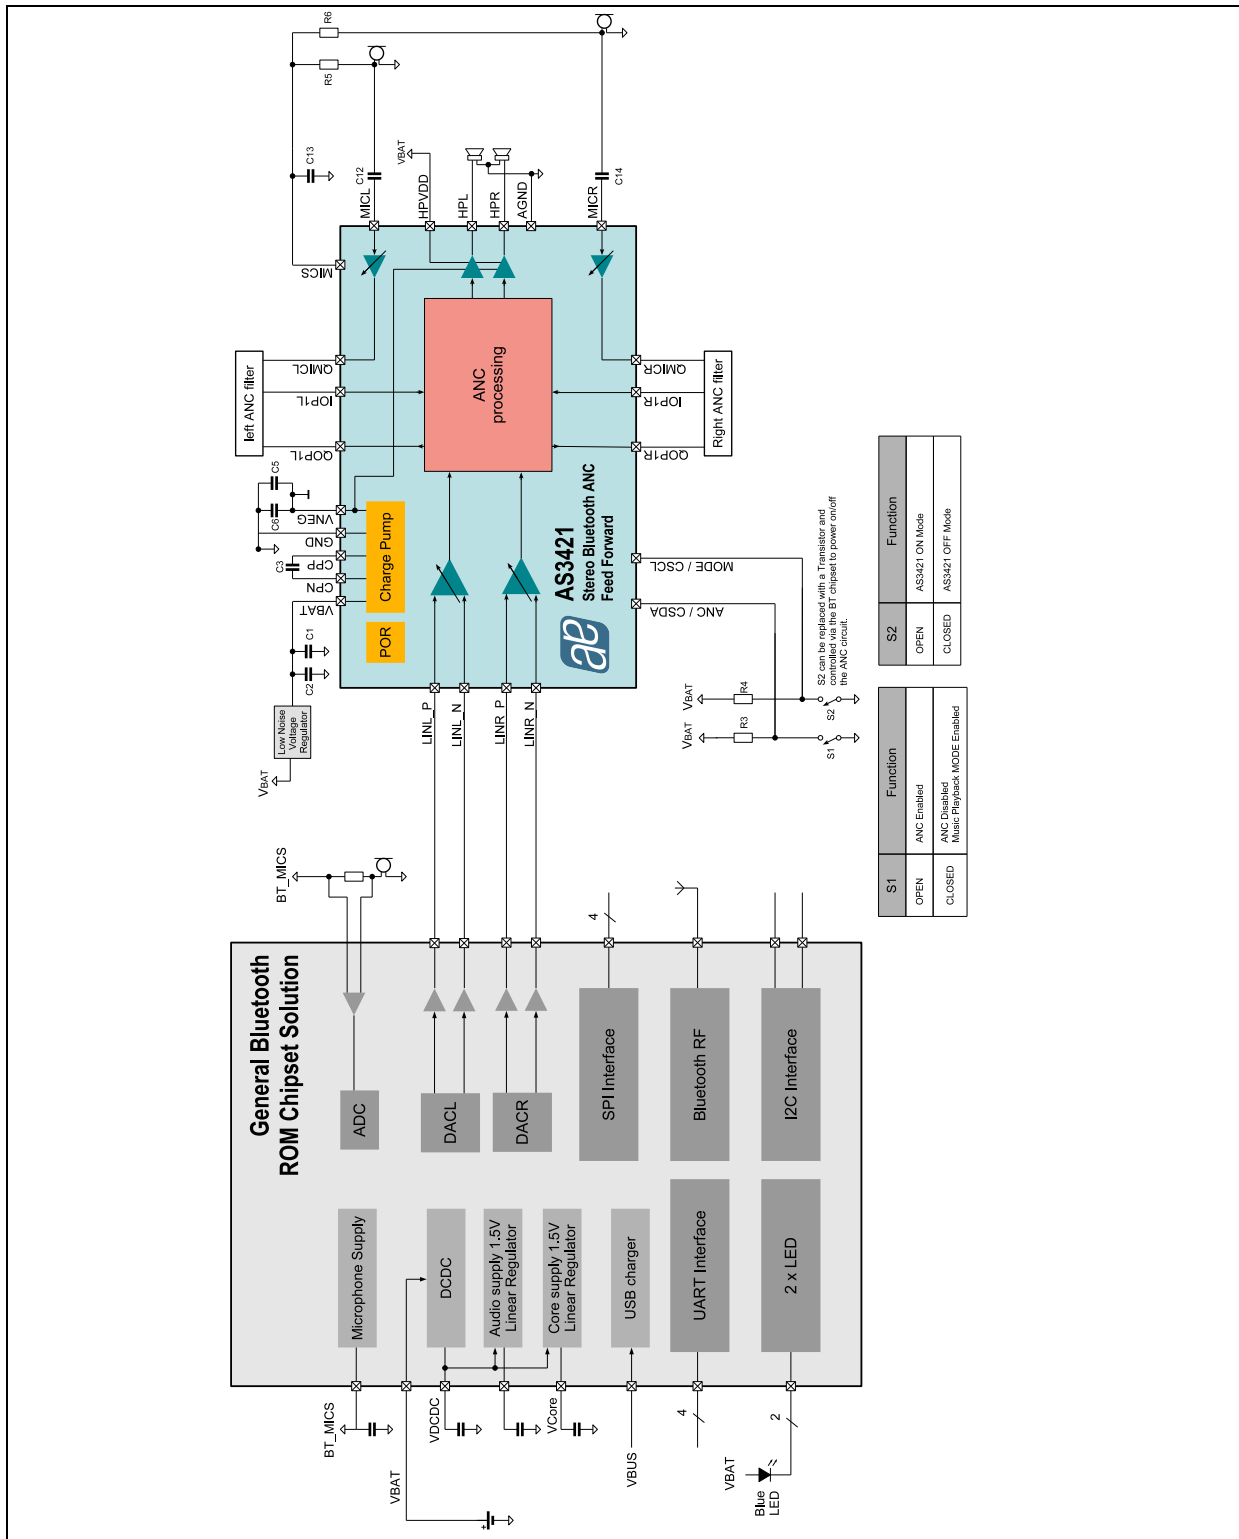 General Bluetooth
ROM Chipset Solution
Microphone Supply
ADC
DCDC
Audio supply 1.5V
Linear Regulator
Core supply 1.5V
Linear Regulator
USB charger
UART Interface
2 x LED
DACL
DACR
SPI Interface
Bluetooth RF
I2C Interface
BT_MICS
VBAT
VDCDC
VCore
VBUS
4
VBAT
Blue
LED
2
BT_MICS
4
LINL_P
LINL_N
LINR_P
LINR_N
VBAT
Low Noise
Voltage
Regulator
C2
C1
C3
C6
C5
VBAT
CPN
CPP
GND
VNEG
QOP1L
IOP1L
QMICL
MICS
left ANC filter
POR
Charge Pump
AS3421
Stereo Bluetooth ANC
Feed Forward
ANC
processing
MICL
HPVDD
HPL
HPR
AGND
MICR
VBAT
C13
C12
C14
R5
R6
ANC / CSDA
MODE / CSCL
QOP1R
IOP1R
QMICR
Right ANC filter
VBAT
VBAT
R3
R4
S1
S2
S2 can be replaced with a Transistor and
controlled via the BT chipset to power on/off
the ANC circuit.
S1 Function
OPEN ANC Enabled
CLOSED ANC Disabled
Music Playback MODE Enabled
S2 Function
OPEN AS3421 ON Mode
CLOSED AS3421 OFF Mode